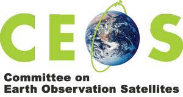 CEOS
Committee on
Earth Observation Satellites